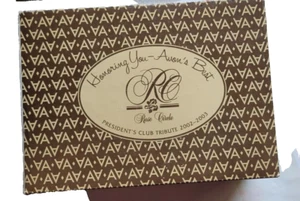 Honoring You-Avon's Best
RC
Rose Circle
PRESIDENT'S CLUB TRIBUTE 2002-2003